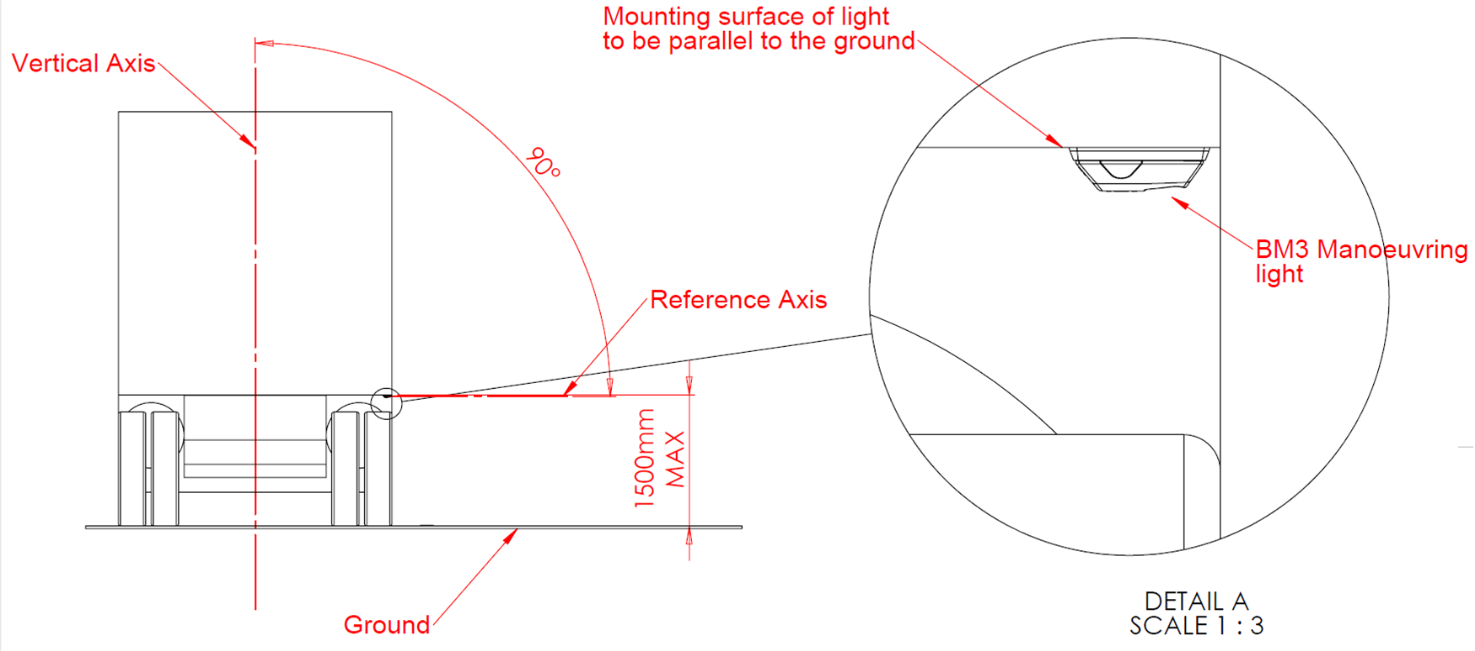 Mounting surface of light
to be parallel to the ground
Vertical Axis
90°
BM3 Manoeuvring
light
Reference Axis
1500mm
MAX
Ground
DETAIL A
SCALE 1 : 3